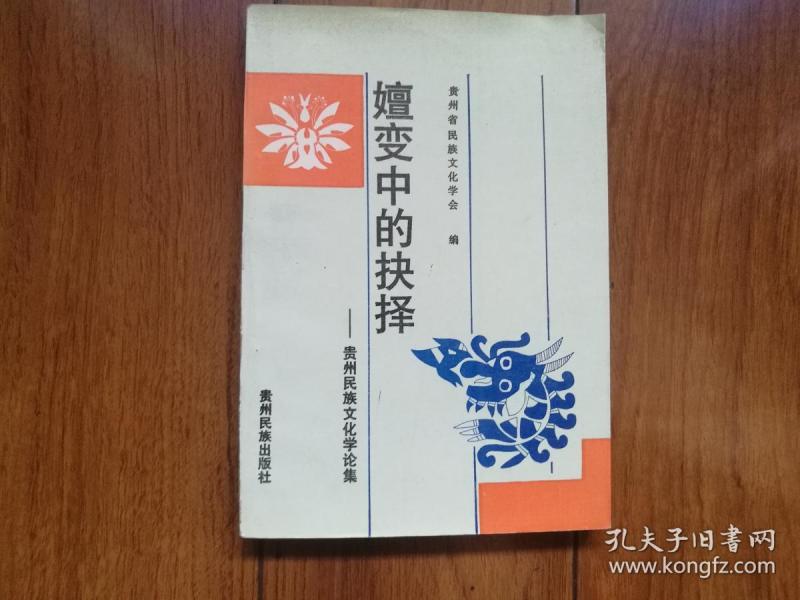 贵州省民族文化学会 编
嬗变中的抉择
——贵州民族文化学论集
贵州民族出版社
孔夫子旧书网
www.kongfz.com